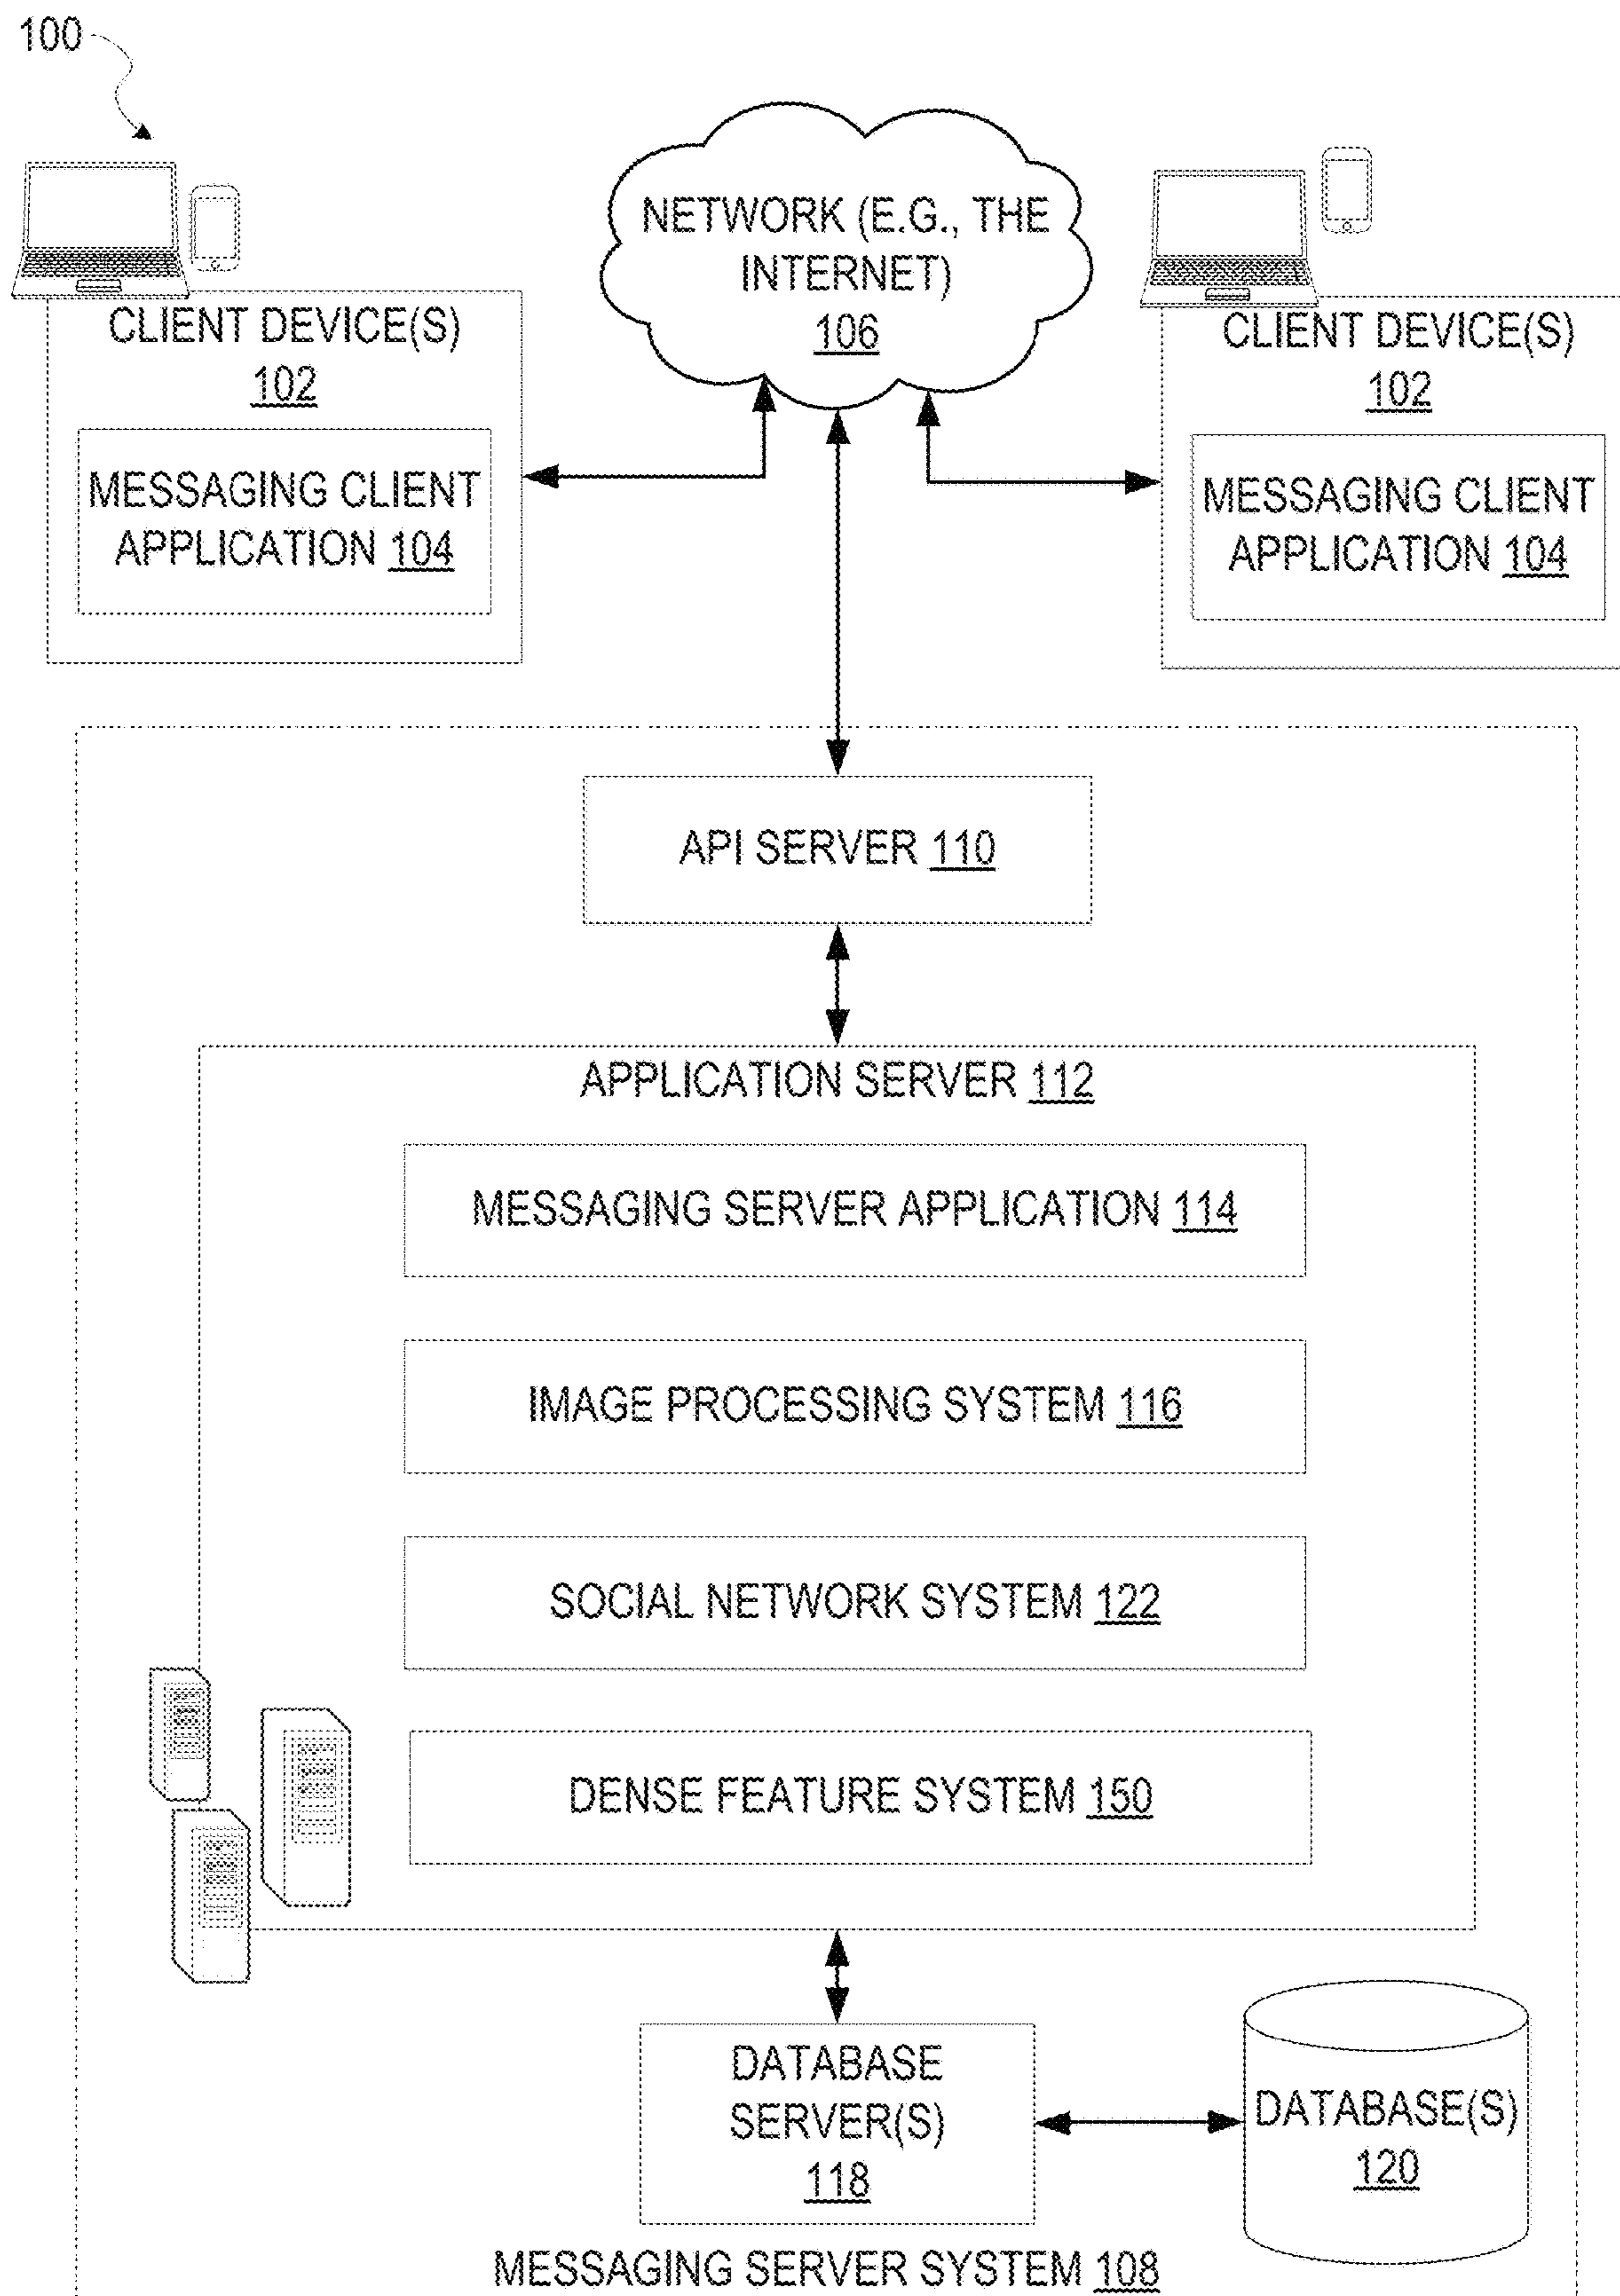 100
NETWORK (E.G., THE
INTERNET)
106
CLIENT DEVICE(S)
102
MESSAGING CLIENT
APPLICATION 104
CLIENT DEVICE(S)
102
MESSAGING CLIENT
APPLICATION 104
API SERVER 110
APPLICATION SERVER 112
MESSAGING SERVER APPLICATION 114
IMAGE PROCESSING SYSTEM 116
SOCIAL NETWORK SYSTEM 122
DENSE FEATURE SYSTEM 150
DATABASE
SERVER(S)
118
DATABASE(S)
120
MESSAGING SERVER SYSTEM 108